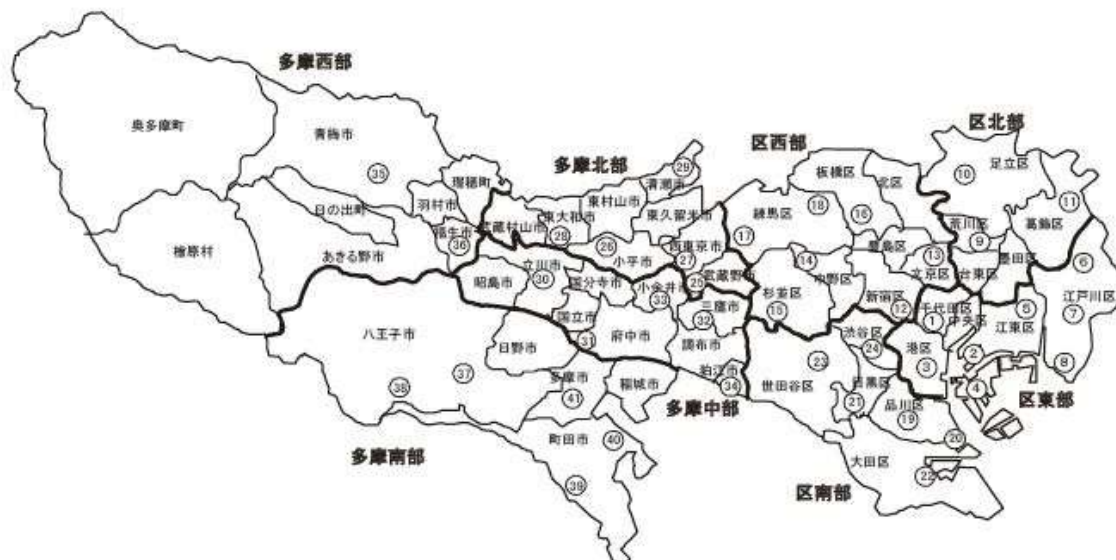 多摩西部
奥多摩町
青梅市
㉟
日の出町
檜原村
あきる野市
瑞穂町
羽村市
福生市
㊱
多摩北部
清瀬市
㉙
東村山市
東久留米市
武蔵村山市
東大和市
㉘
㉖
小平市
西東京市
㉗
武蔵野市
㉕
昭島市
立川市
㉚
国分寺市
小金井市
㉝
三鷹市
㉜
国立市
㉛
府中市
調布市
狛江市
㉞
多摩中部
八王子市
日野市
㊳
㊲
多摩市
㊶
稲城市
町田市
㊵
㊴
多摩南部
区西部
板橋区
北区
練馬区
⑱
⑯
⑰
豊島区
⑭
中野区
杉並区
⑮
新宿区
⑫
文京区
⑬
区北部
足立区
⑩
⑪
葛飾区
荒川区
⑨
台東区
墨田区
千代田区
①
中央区
②
港区
③
④
江東区
⑤
⑥
江戸川区
⑦
⑧
区東部
渋谷区
㉔
世田谷区
㉓
目黒区
㉑
品川区
⑲
⑳
大田区
㉒
区南部